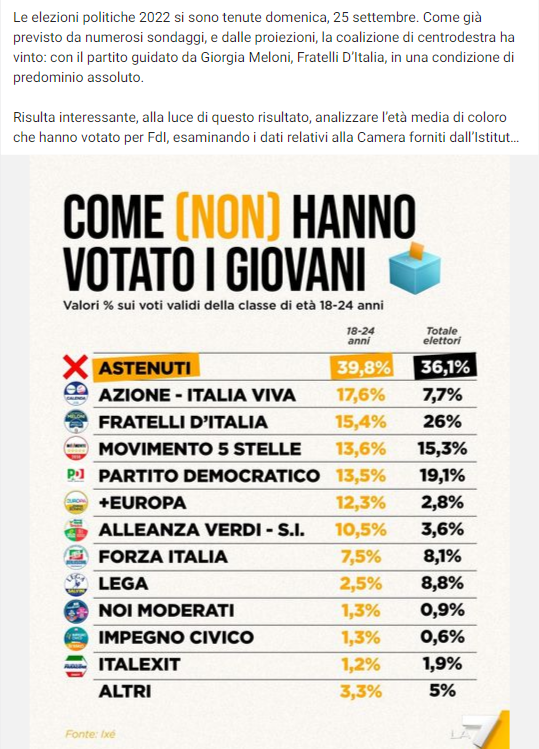 Le elezioni politiche 2022 si sono tenute domenica, 25 settembre. Come già
previsto da numerosi sondaggi, e dalle proiezioni, la coalizione di centrodestra ha
vinto: con il partito guidato da Giorgia Meloni, Fratelli D'Italia, in una condizione di
predominio assoluto.
Risulta interessante, alla luce di questo risultato, analizzare l'età media di coloro
che hanno votato per FdI, esaminando i dati relativi alla Camera forniti dall'Istitut...
COME (NON) HANNO
VOTATO I GIOVANI
Valori % sui voti validi della classe di età 18-24 anni
18-24 anni Totale elettori
ASTENUTI 39,8% 36,1%
AZIONE - ITALIA VIVA 17,6% 7,7%
FRATELLI D'ITALIA 15,4% 26%
MOVIMENTO 5 STELLE 13,6% 15,3%
PARTITO DEMOCRATICO 13,5% 19,1%
+EUROPA 12,3% 2,8%
ALLEANZA VERDI - S.I. 10,5% 3,6%
FORZA ITALIA 7,5% 8,1%
LEGA 2,5% 8,8%
NOI MODERATI 1,3% 0,9%
IMPEGNO CIVICO 1,3% 0,6%
ITALEXIT 1,2% 1,9%
ALTRI 3,3% 5%
Fonte: Ixé
LA7